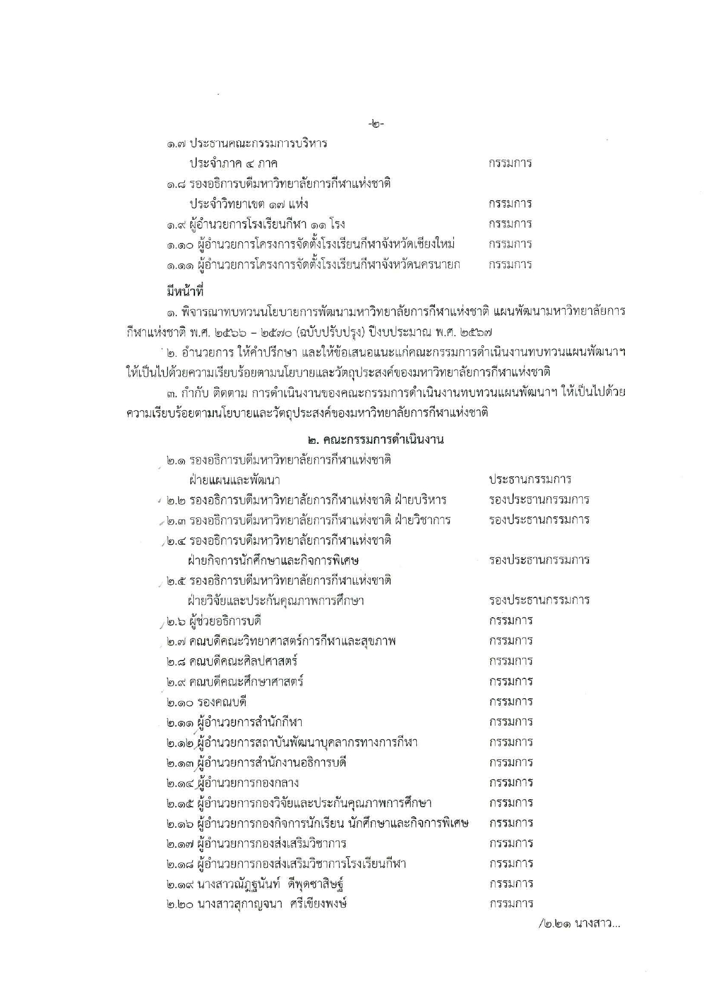 -๒-
๑.๗ ประธานคณะกรรมการบริหาร
ประจำภาค ๔ ภาค กรรมการ
๑.๘ รองอธิการบดีมหาวิทยาลัยการกีฬาแห่งชาติ
ประจำวิทยาเขต ๑๗ แห่ง กรรมการ
๑.๙ ผู้อำนวยการโรงเรียนกีฬา ๑๑ โรง กรรมการ
๑.๑๐ ผู้อำนวยการโครงการจัดตั้งโรงเรียนกีฬาจังหวัดเชียงใหม่ กรรมการ
๑.๑๑ ผู้อำนวยการโครงการจัดตั้งโรงเรียนกีฬาจังหวัดนครนายก กรรมการ
มีหน้าที่
๑. พิจารณาทบทวนนโยบายการพัฒนามหาวิทยาลัยการกีฬาแห่งชาติ แผนพัฒนามหาวิทยาลัยการ
กีฬาแห่งชาติ พ.ศ. ๒๕๖๖ – ๒๕๗๐ (ฉบับปรับปรุง) ปีงบประมาณ พ.ศ. ๒๕๖๗
๒. อำนวยการ ให้คำปรึกษา และให้ข้อเสนอแนะแก่คณะกรรมการดำเนินงานทบทวนแผนพัฒนาฯ
ให้เป็นไปด้วยความเรียบร้อยตามนโยบายและวัตถุประสงค์ของมหาวิทยาลัยการกีฬาแห่งชาติ
๓. กำกับ ติดตาม การดำเนินงานของคณะกรรมการดำเนินงานทบทวนแผนพัฒนาฯ ให้เป็นไปด้วย
ความเรียบร้อยตามนโยบายและวัตถุประสงค์ของมหาวิทยาลัยการกีฬาแห่งชาติ
๒. คณะกรรมการดำเนินงาน
๒.๑ รองอธิการบดีมหาวิทยาลัยการกีฬาแห่งชาติ
ฝ่ายแผนและพัฒนา ประธานกรรมการ
๒.๒ รองอธิการบดีมหาวิทยาลัยการกีฬาแห่งชาติ ฝ่ายบริหาร รองประธานกรรมการ
๒.๓ รองอธิการบดีมหาวิทยาลัยการกีฬาแห่งชาติ ฝ่ายวิชาการ รองประธานกรรมการ
๒.๔ รองอธิการบดีมหาวิทยาลัยการกีฬาแห่งชาติ
ฝ่ายกิจการนักศึกษาและกิจการพิเศษ รองประธานกรรมการ
๒.๕ รองอธิการบดีมหาวิทยาลัยการกีฬาแห่งชาติ
ฝ่ายวิจัยและประกันคุณภาพการศึกษา รองประธานกรรมการ
๒.๖ ผู้ช่วยอธิการบดี กรรมการ
๒.๗ คณบดีคณะวิทยาศาสตร์การกีฬาและสุขภาพ กรรมการ
๒.๘ คณบดีคณะศิลปศาสตร์ กรรมการ
๒.๙ คณบดีคณะศึกษาศาสตร์ กรรมการ
๒.๑๐ รองคณบดี กรรมการ
๒.๑๑ ผู้อำนวยการสำนักกีฬา กรรมการ
๒.๑๒ ผู้อำนวยการสถาบันพัฒนาบุคลากรทางการกีฬา กรรมการ
๒.๑๓ ผู้อำนวยการสำนักงานอธิการบดี กรรมการ
๒.๑๔ ผู้อำนวยการกองกลาง กรรมการ
๒.๑๕ ผู้อำนวยการกองวิจัยและประกันคุณภาพการศึกษา กรรมการ
๒.๑๖ ผู้อำนวยการกองกิจการนักเรียน นักศึกษาและกิจการพิเศษ กรรมการ
๒.๑๗ ผู้อำนวยการกองส่งเสริมวิชาการ กรรมการ
๒.๑๘ ผู้อำนวยการกองส่งเสริมวิชาการโรงเรียนกีฬา กรรมการ
๒.๑๙ นางสาวณัฏฐนันท์ ดีพุดซาสิษฐ์ กรรมการ
๒.๒๐ นางสาวสุกาญจนา ศรีเชียงพงษ์ กรรมการ
/๒.๒๑ นางสาว...